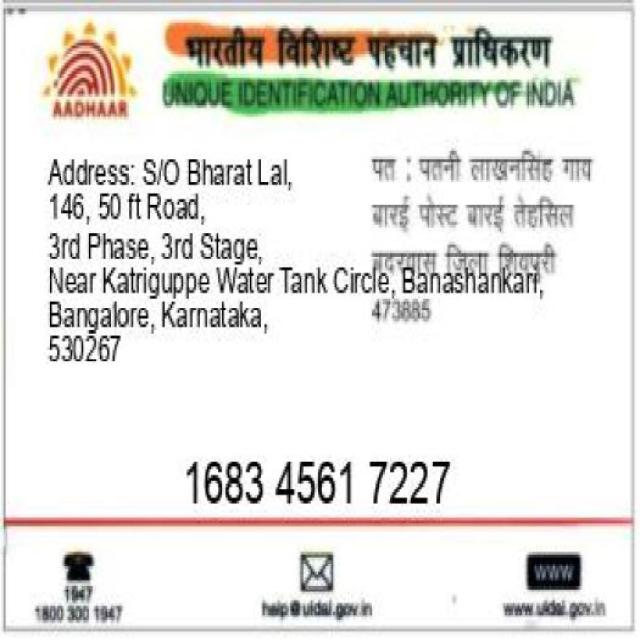 भारतीय विशिष्ट पहचान प्राधिकरण
AADHAAR
UNIQUE IDENTIFICATION AUTHORITY OF INDIA
Address: S/O Bharat Lal,
146, 50 ft Road,
3rd Phase, 3rd Stage,
Near Katriguppe Water Tank Circle, Banashankari,
Bangalore, Karnataka,
530267
पत : पतनी लाखनसिंह गाय
बारई पोस्ट बारई तेहसिल
बदरवास जिला शिवपुरी
473885
1683 4561 7227
1947
1800 300 1947
help@uidai.gov.in
WWW
www.uidai.gov.in